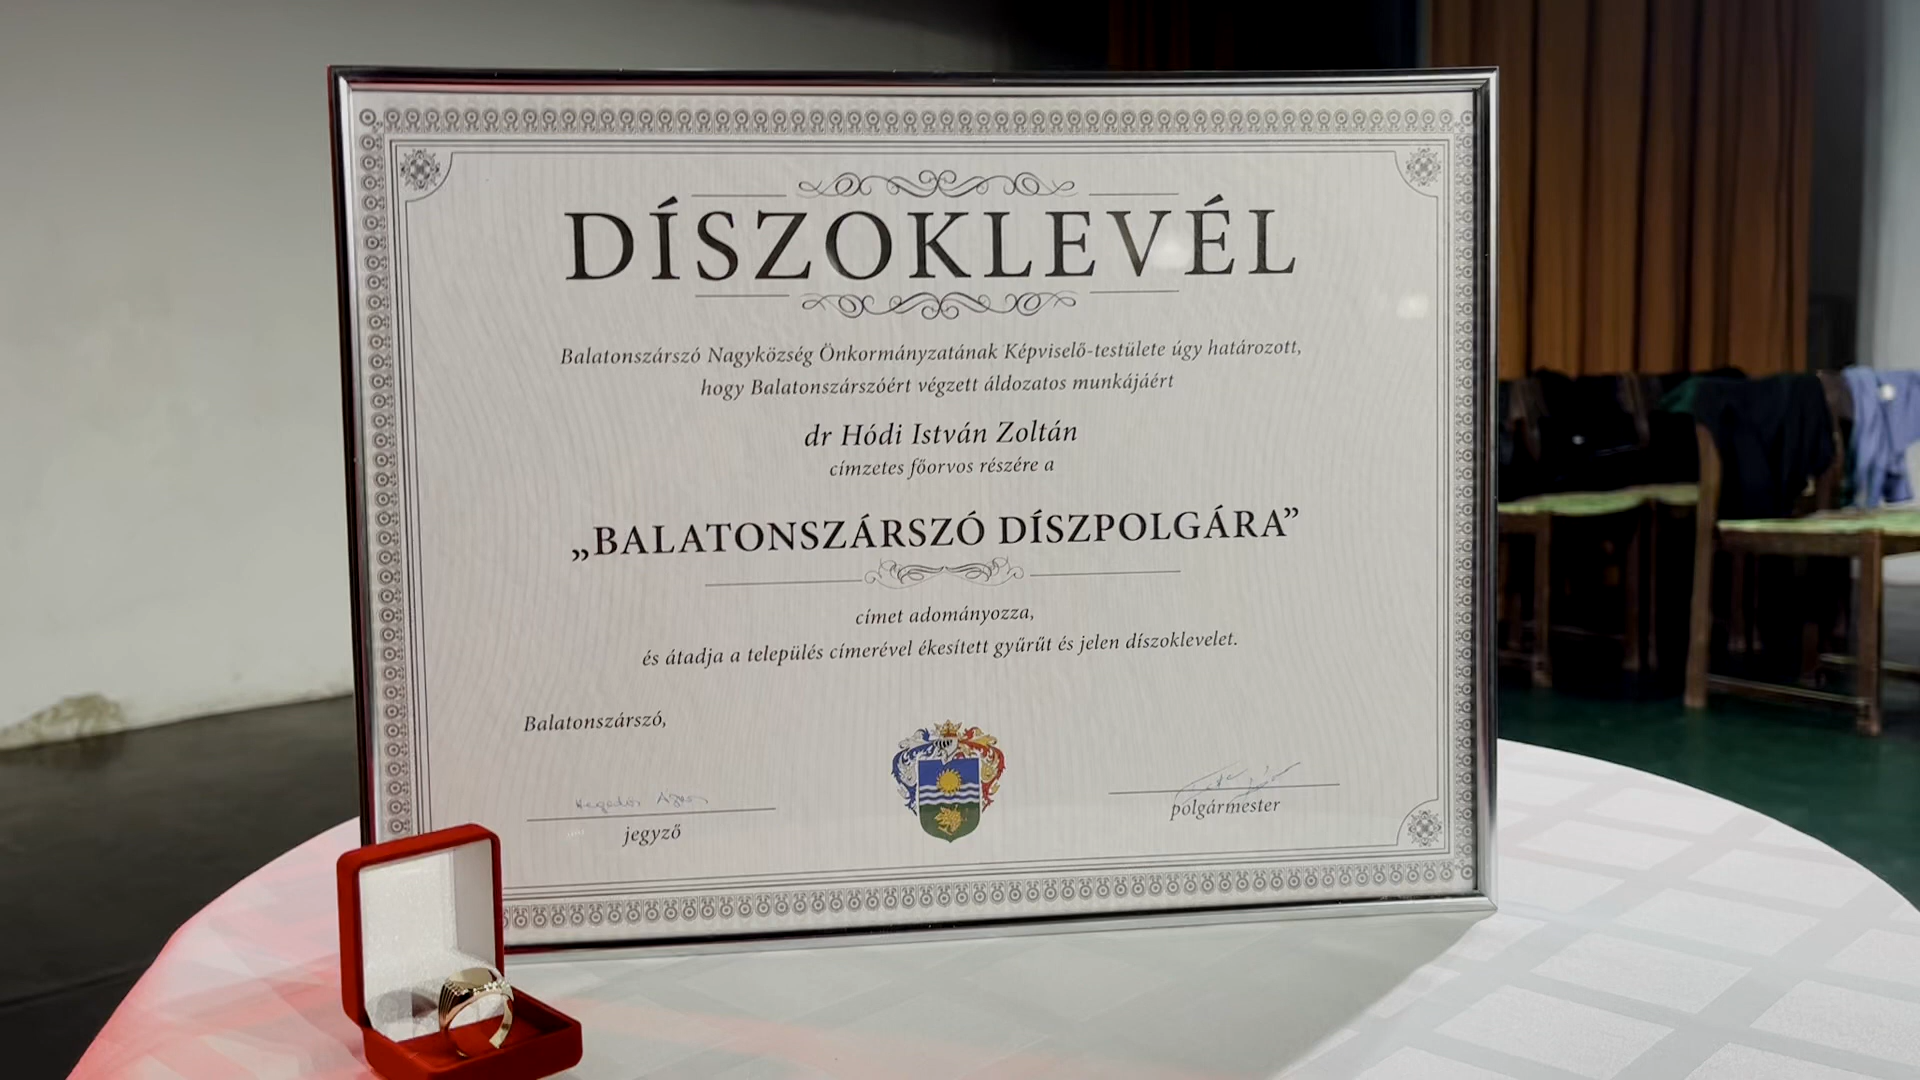 DÍSZOKLEVÉL
Balatonszárszó Nagyközség Önkormányzatának Képviselő-testülete úgy határozott,
hogy Balatonszárszóért végzett áldozatos munkájáért
dr Hódi István Zoltán
címzetes főorvos részére a
„BALATONSZÁRSZÓ DÍSZPOLGÁRA”
címet adományozza,
és átadja a település címerével ékesített gyűrűt és jelen díszoklevelet.
Balatonszárszó,
jegyző
polgármester